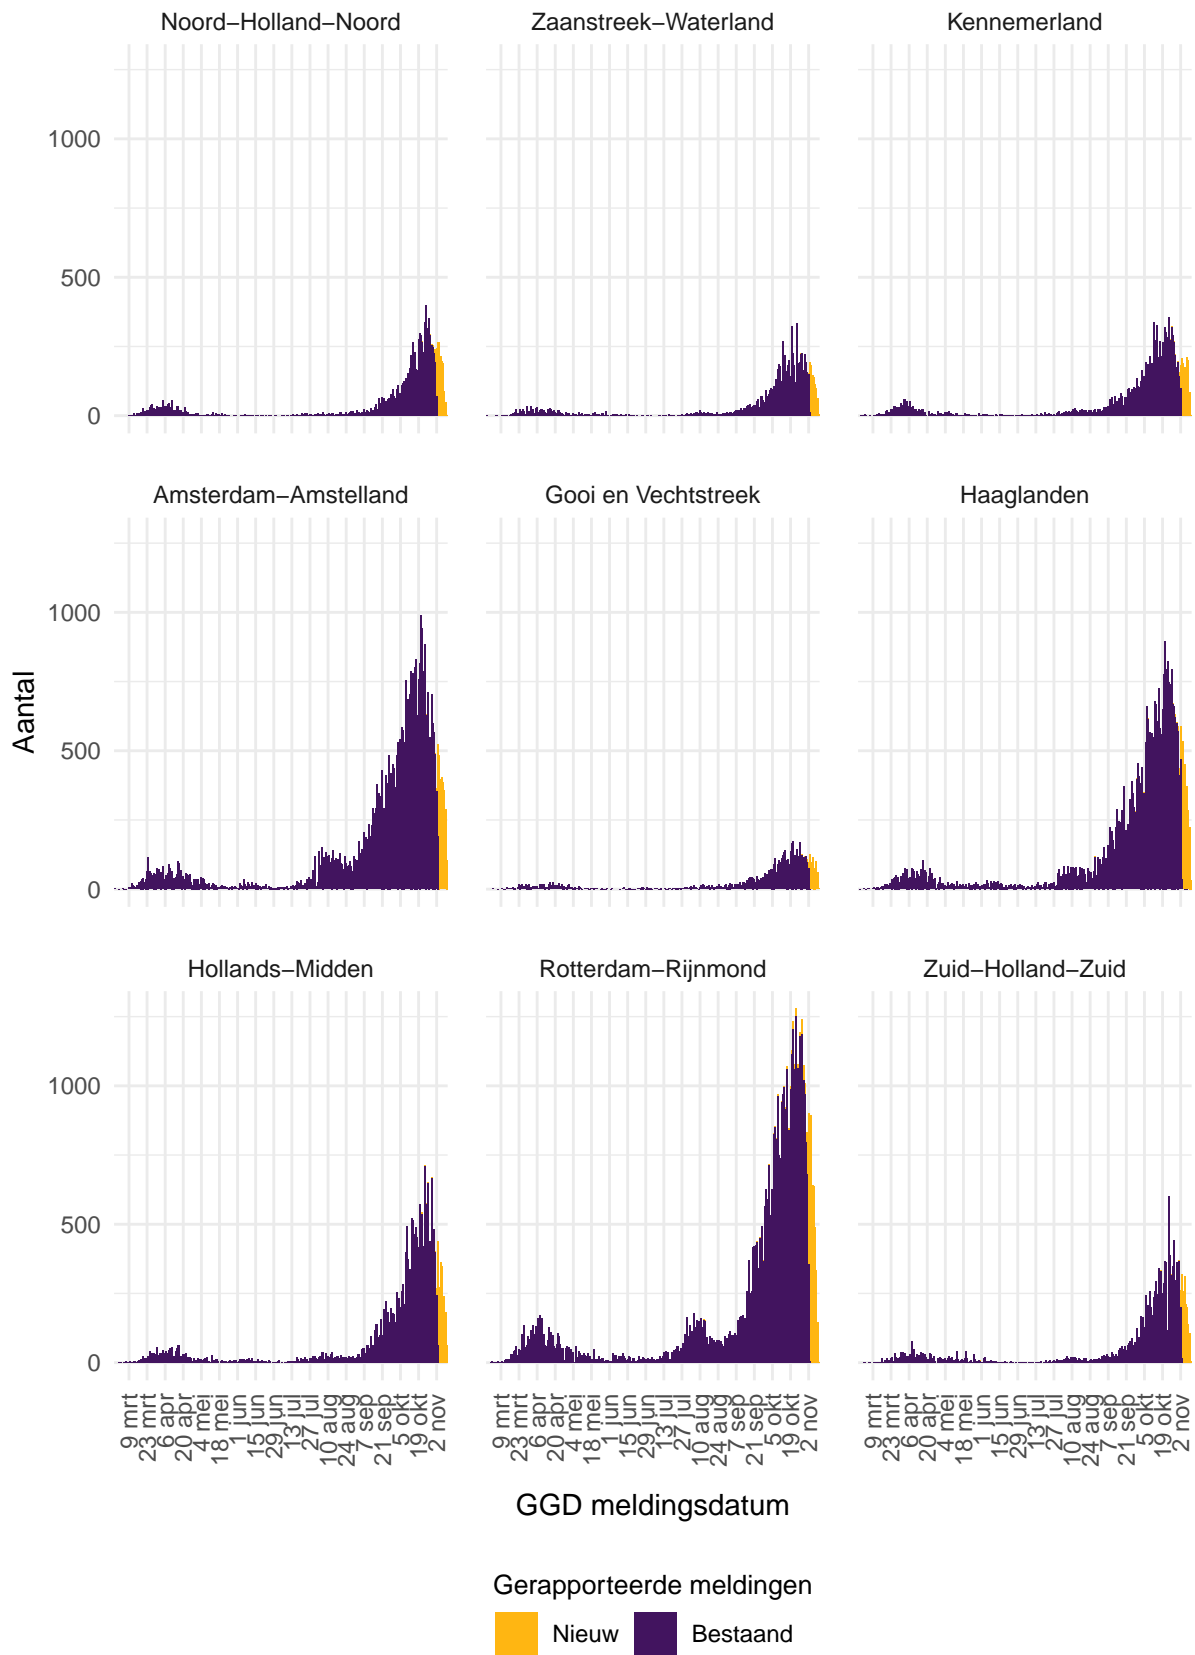 Noord−Holland−Noord
Zaanstreek−Waterland
Kennemerland
1000
500
0
Amsterdam−Amstelland
Gooi en Vechtstreek
Haaglanden
1000
500
0
Aantal
Hollands−Midden
Rotterdam−Rijnmond
Zuid−Holland−Zuid
1000
500
0
9 mrt
23 mrt
6 apr
20 apr
4 mei
18 mei
1 jun
15 jun
29 jun
13 jul
27 jul
10 aug
24 aug
7 sep
21 sep
5 okt
19 okt
2 nov
9 mrt
23 mrt
6 apr
20 apr
4 mei
18 mei
1 jun
15 jun
29 jun
13 jul
27 jul
10 aug
24 aug
7 sep
21 sep
5 okt
19 okt
2 nov
9 mrt
23 mrt
6 apr
20 apr
4 mei
18 mei
1 jun
15 jun
29 jun
13 jul
27 jul
10 aug
24 aug
7 sep
21 sep
5 okt
19 okt
2 nov
GGD meldingsdatum
Gerapporteerde meldingen
Nieuw
Bestaand